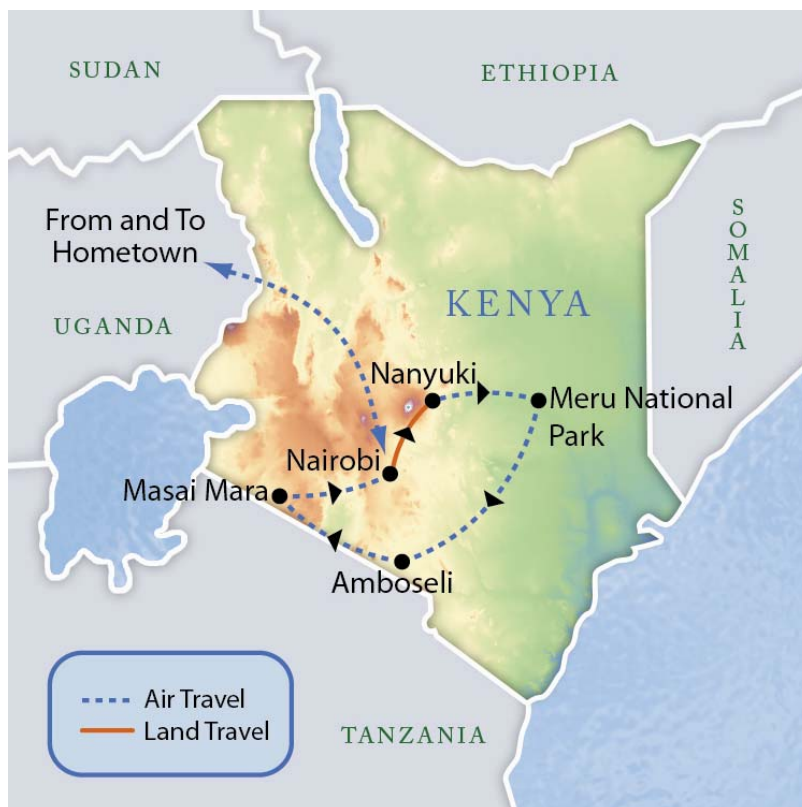 SUDAN
ETHIOPIA
From and To
Hometown
SOMALIA
UGANDA
KENYA
Nanyuki
Meru National
Park
Nairobi
Masai Mara
Amboseli
Air Travel
Land Travel
TANZANIA